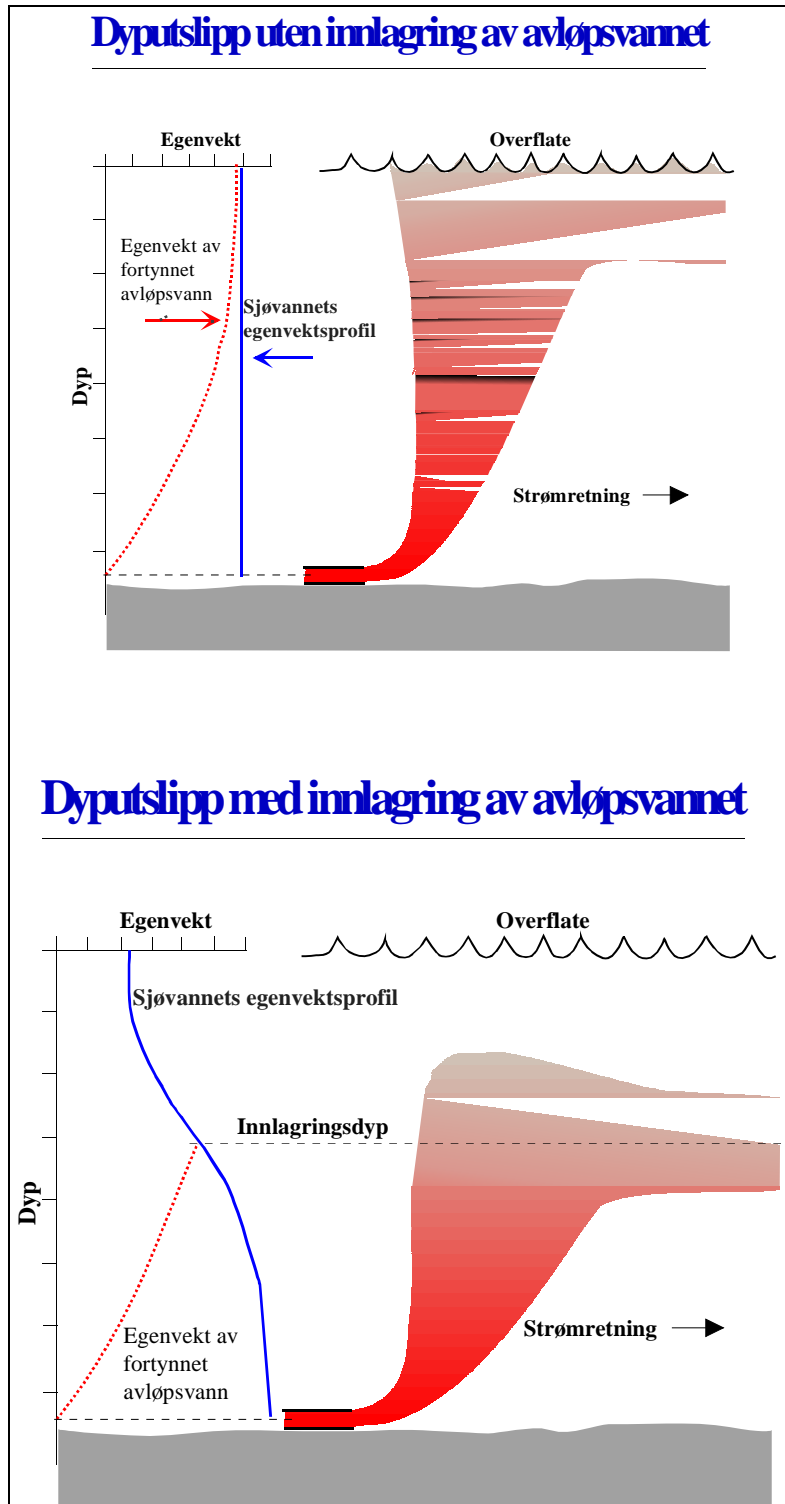 Dyputslipp uten innlagring av avløpsvannet
Egenvekt
Overflate
Egenvekt av
fortynnet
avløpsvann
Sjøvannets
egenvektsprofil
Dyp
Strømretning
Dyputslipp med innlagring av avløpsvannet
Egenvekt
Overflate
Sjøvannets egenvektsprofil
Innlagringsdyp
Dyp
Egenvekt av
fortynnet
avløpsvann
Strømretning